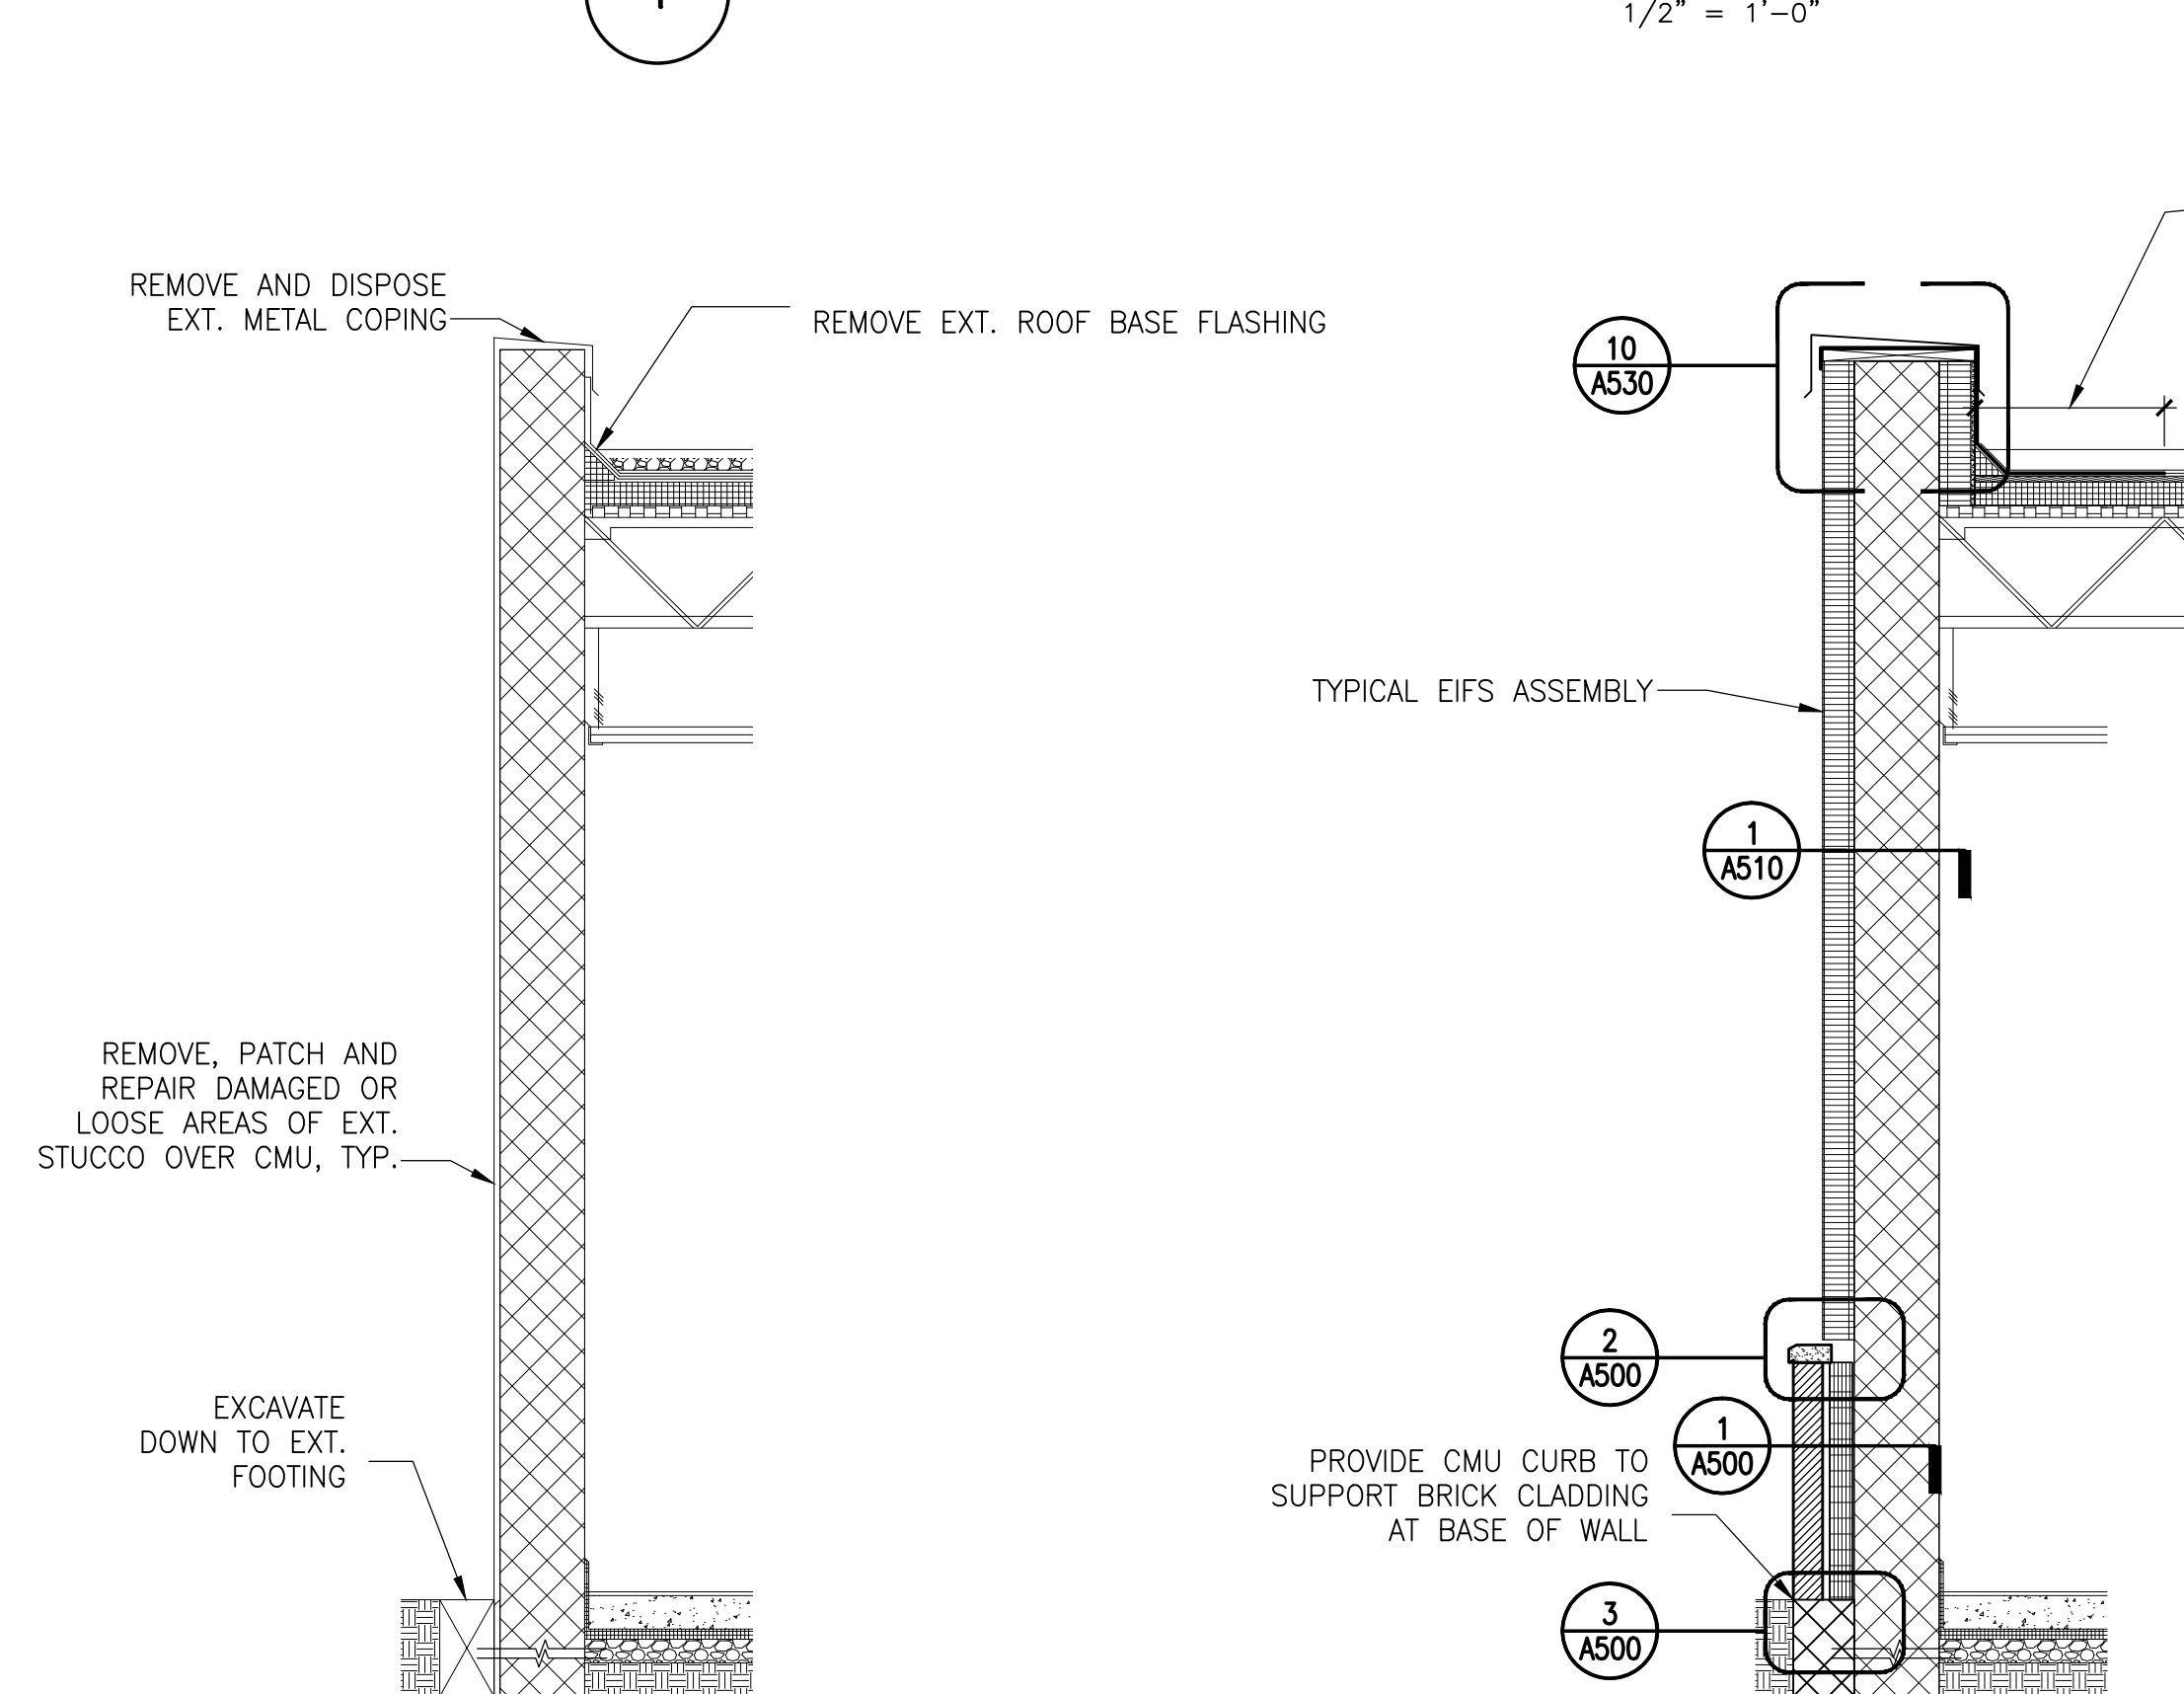 1/2" = 1'-0"
REMOVE AND DISPOSE
EXT. METAL COPING
REMOVE EXT. ROOF BASE FLASHING
10
A530
TYPICAL EIFS ASSEMBLY
1
A510
REMOVE, PATCH AND
REPAIR DAMAGED OR
LOOSE AREAS OF EXT.
STUCCO OVER CMU, TYP.
2
A500
EXCAVATE
DOWN TO EXT.
FOOTING
1
A500
PROVIDE CMU CURB TO
SUPPORT BRICK CLADDING
AT BASE OF WALL
3
A500